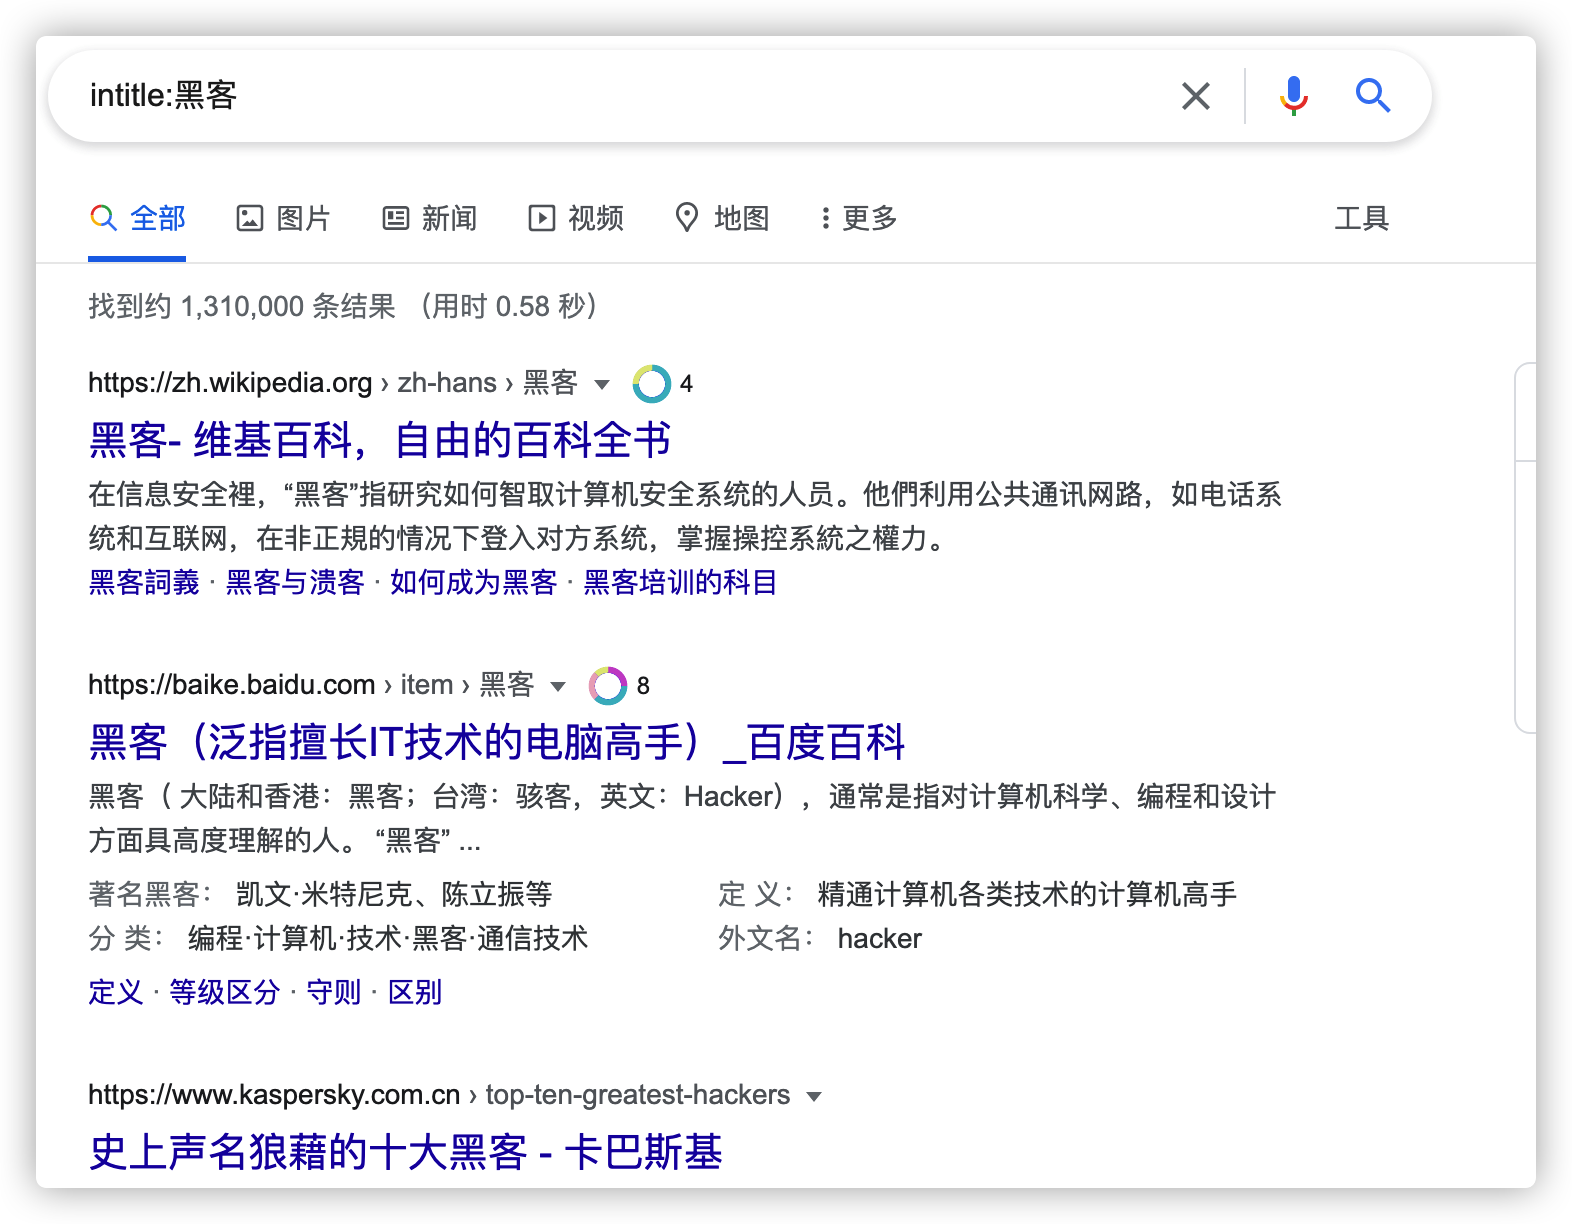 intitle:黑客
全部 图片 新闻 视频 地图 更多 工具
找到约 1,310,000 条结果 （用时 0.58 秒）
https://zh.wikipedia.org › zh-hans › 黑客 4
黑客- 维基百科，自由的百科全书
在信息安全裡，“黑客”指研究如何智取计算机安全系统的人员。他們利用公共通讯网路，如电话系
统和互联网，在非正規的情况下登入对方系统，掌握操控系統之權力。
黑客詞義 · 黑客与溃客 · 如何成为黑客 · 黑客培训的科目
https://baike.baidu.com › item › 黑客 8
黑客（泛指擅长IT技术的电脑高手）_百度百科
黑客（ 大陆和香港：黑客；台湾：骇客，英文：Hacker），通常是指对计算机科学、编程和设计
方面具高度理解的人。 “黑客” ...
著名黑客： 凯文·米特尼克、陈立振等 定 义： 精通计算机各类技术的计算机高手
分 类： 编程·计算机·技术·黑客·通信技术 外文名： hacker
定义 · 等级区分 · 守则 · 区别
https://www.kaspersky.com.cn › top-ten-greatest-hackers
史上声名狼藉的十大黑客 - 卡巴斯基